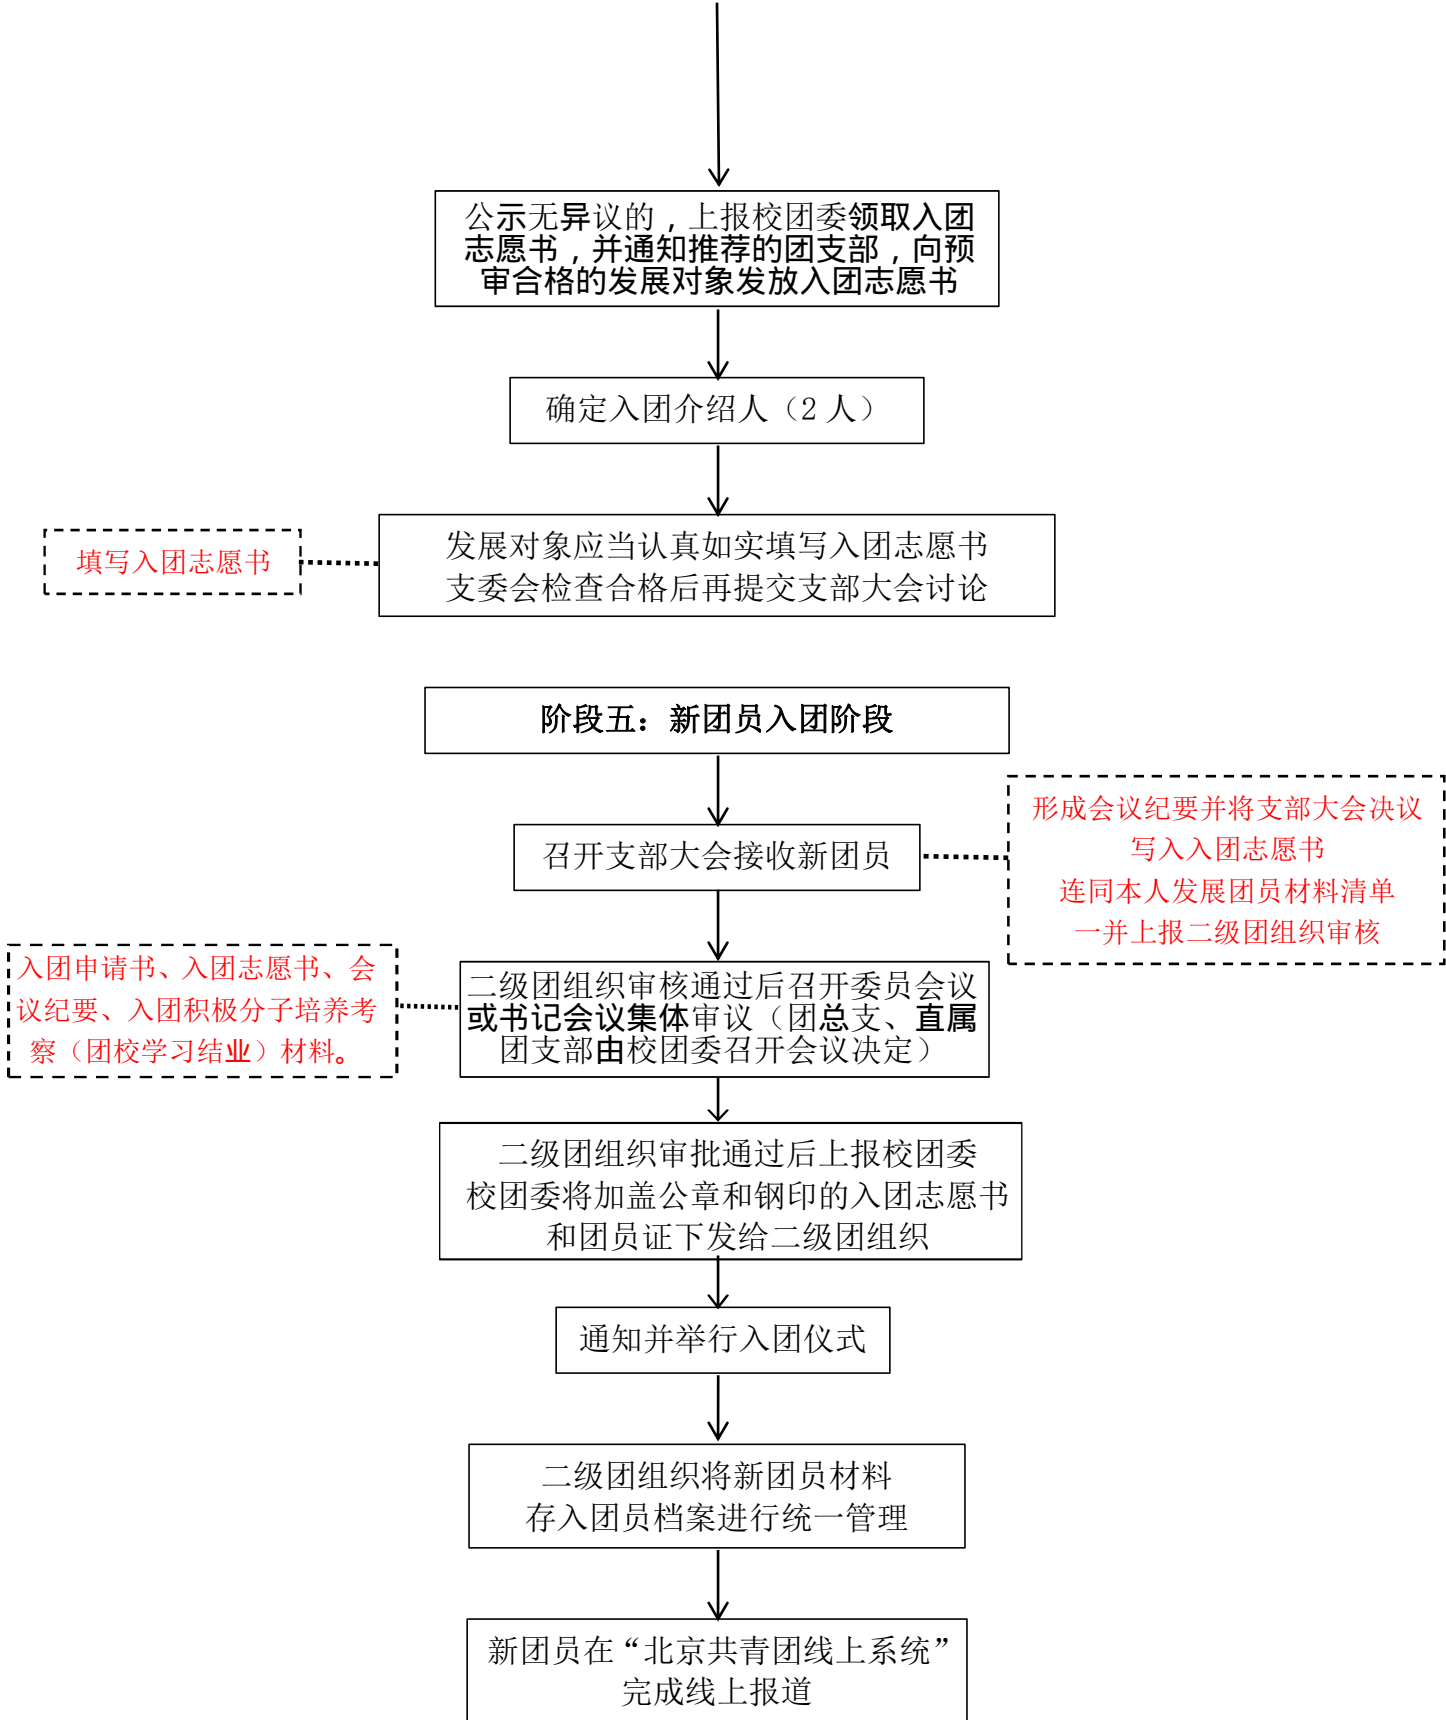 公示无异议的，上报校团委领取入团
志愿书，并通知推荐的团支部，向预
审合格的发展对象发放入团志愿书
确定入团介绍人（2 人）
填写入团志愿书
发展对象应当认真如实填写入团志愿书
支委会检查合格后再提交支部大会讨论
阶段五：新团员入团阶段
召开支部大会接收新团员
形成会议纪要并将支部大会决议
写入入团志愿书
连同本人发展团员材料清单
一并上报二级团组织审核
入团申请书、入团志愿书、会
议纪要、入团积极分子培养考
察（团校学习结业）材料。
二级团组织审核通过后召开委员会议
或书记会议集体审议（团总支、直属
团支部由校团委召开会议决定）
二级团组织审批通过后上报校团委
校团委将加盖公章和钢印的入团志愿书
和团员证下发给二级团组织
通知并举行入团仪式
二级团组织将新团员材料
存入团员档案进行统一管理
新团员在“北京共青团线上系统”
完成线上报道